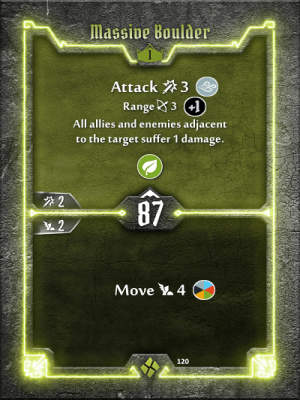 Massive Boulder
1
Attack 3
Range 3 +1
All allies and enemies adjacent
to the target suffer 1 damage.
2
87
2
Move 4
120